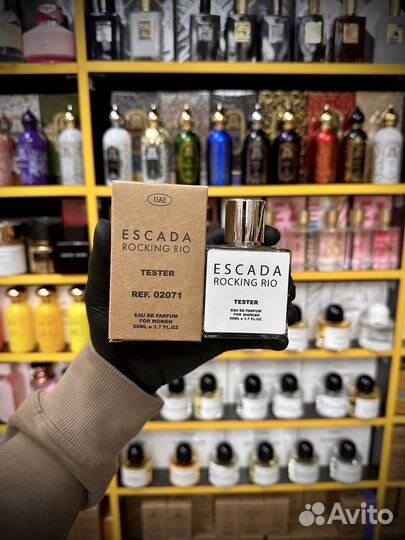 UAE
ESCADA
ROCKING RIO
TESTER
REF. 02071
EAU DE PARFUM
FOR WOMEN
50ML e 1.7 FL.OZ
ESCADA
ROCKING RIO
TESTER
EAU DE PARFUM
FOR woman
50ML e 1.7 FL.OZ
Avito